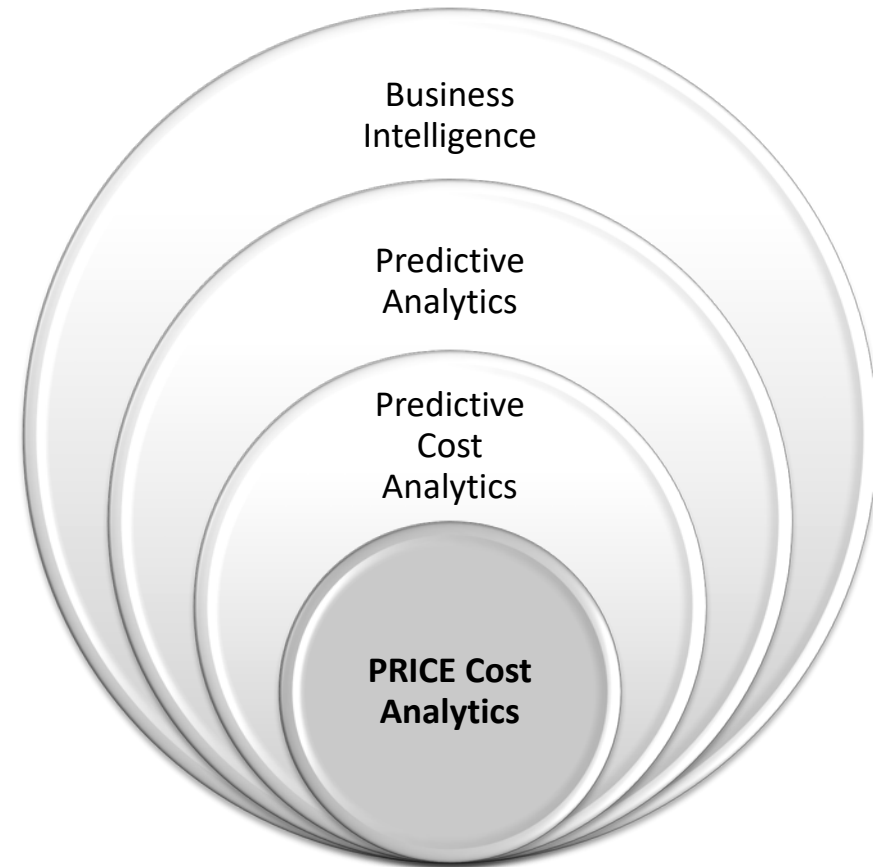 Business
Intelligence
Predictive
Analytics
Predictive
Cost
Analytics
PRICE Cost
Analytics